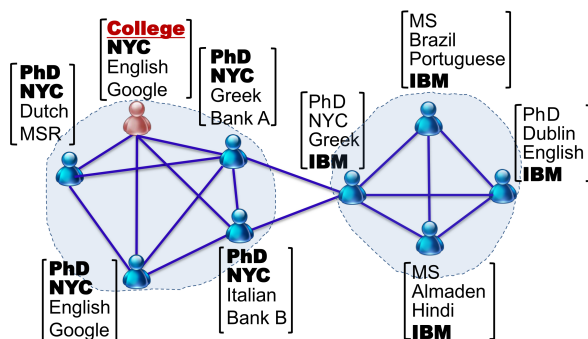 College
NYC
English
Google
PhD
NYC
Dutch
MSR
PhD
NYC
Greek
Bank A
MS
Brazil
Portuguese
IBM
PhD
NYC
Greek
IBM
PhD
Dublin
English
IBM
PhD
NYC
English
Google
PhD
NYC
Italian
Bank B
MS
Almaden
Hindi
IBM